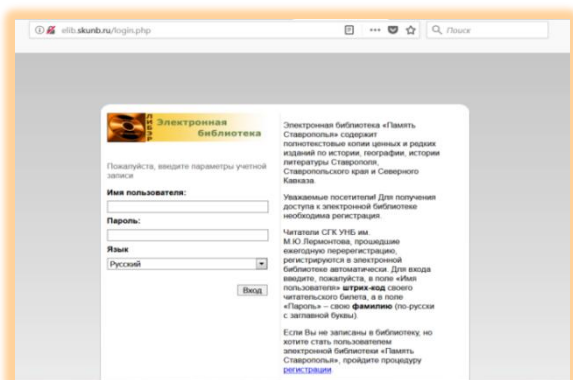 elib.skunb.ru/login.php
Поиск
ЛИБЭР
Электронная
библиотека
Пожалуйста, введите параметры учетной
записи
Имя пользователя:
Пароль:
Язык
Русский
Вход
Электронная библиотека «Память
Ставрополья» содержит
полнотекстовые копии ценных и редких
изданий по истории, географии, истории
литературы Ставрополя,
Ставропольского края и Северного
Кавказа.
Уважаемые посетители! Для получения
доступа к электронной библиотеке
необходима регистрация.
Читатели СГК УНБ им.
М.Ю.Лермонтова, прошедшие
ежегодную перерегистрацию,
регистрируются в электронной
библиотеке автоматически. Для входа
введите, пожалуйста, в поле «Имя
пользователя» штрих-код своего
читательского билета, а в поле
«Пароль» – свою фамилию (по-русски
с заглавной буквы).
Если Вы не записаны в библиотеку, но
хотите стать пользователем
электронной библиотеки «Память
Ставрополья», пройдите процедуру
регистрации.